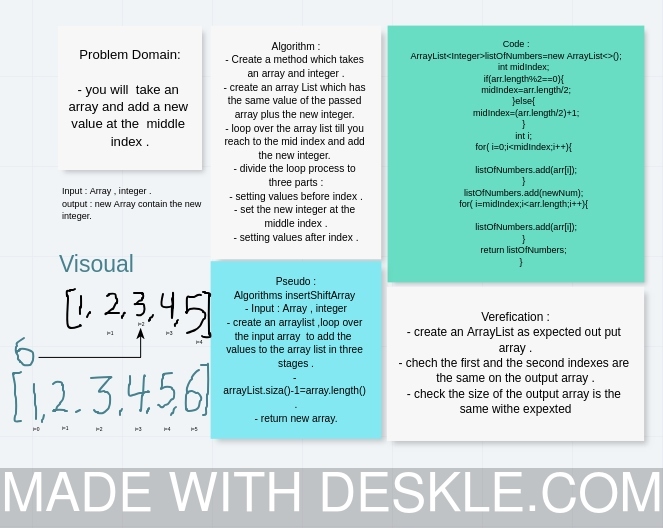 Problem Domain:
- you will take an
array and add a new
value at the middle
index .
Input : Array , integer .
output : new Array contain the new
integer.
Visoual
[1, 2, 3, 4, 5]
i=1
i=2
i=3
i=4
6
[1, 2, 3, 4, 5, 6]
i=0 i=1 i=2 i=3 i=4 i=5
Algorithm :
- Create a method which takes
an array and integer .
- create an array List which has
the same value of the passed
array plus the new integer.
- loop over the array list till you
reach to the mid index and add
the new integer.
- divide the loop process to
three parts :
- setting values before index .
- set the new integer at the
middle index .
- setting values after index .
Pseudo :
Algorithms insertShiftArray
- Input : Array , integer
- create an arraylist ,loop over
the input array to add the
values to the array list in three
stages .
-
arrayList.siza()-1=array.length()
.
- return new array.
Code :
ArrayList<Integer>listOfNumbers=new ArrayList<>();
int midIndex;
if(arr.length%2==0){
midIndex=arr.length/2;
}else{
midIndex=(arr.length/2)+1;
}
int i;
for( i=0;i<midIndex;i++){
listOfNumbers.add(arr[i]);
}
listOfNumbers.add(newNum);
for( i=midIndex;i<arr.length;i++){
listOfNumbers.add(arr[i]);
}
return listOfNumbers;
}
Verefication :
- create an ArrayList as expected out put
array .
- chech the first and the second indexes are
the same on the output array .
- check the size of the output array is the
same withe expexted
MADE WITH DESKLE.COM